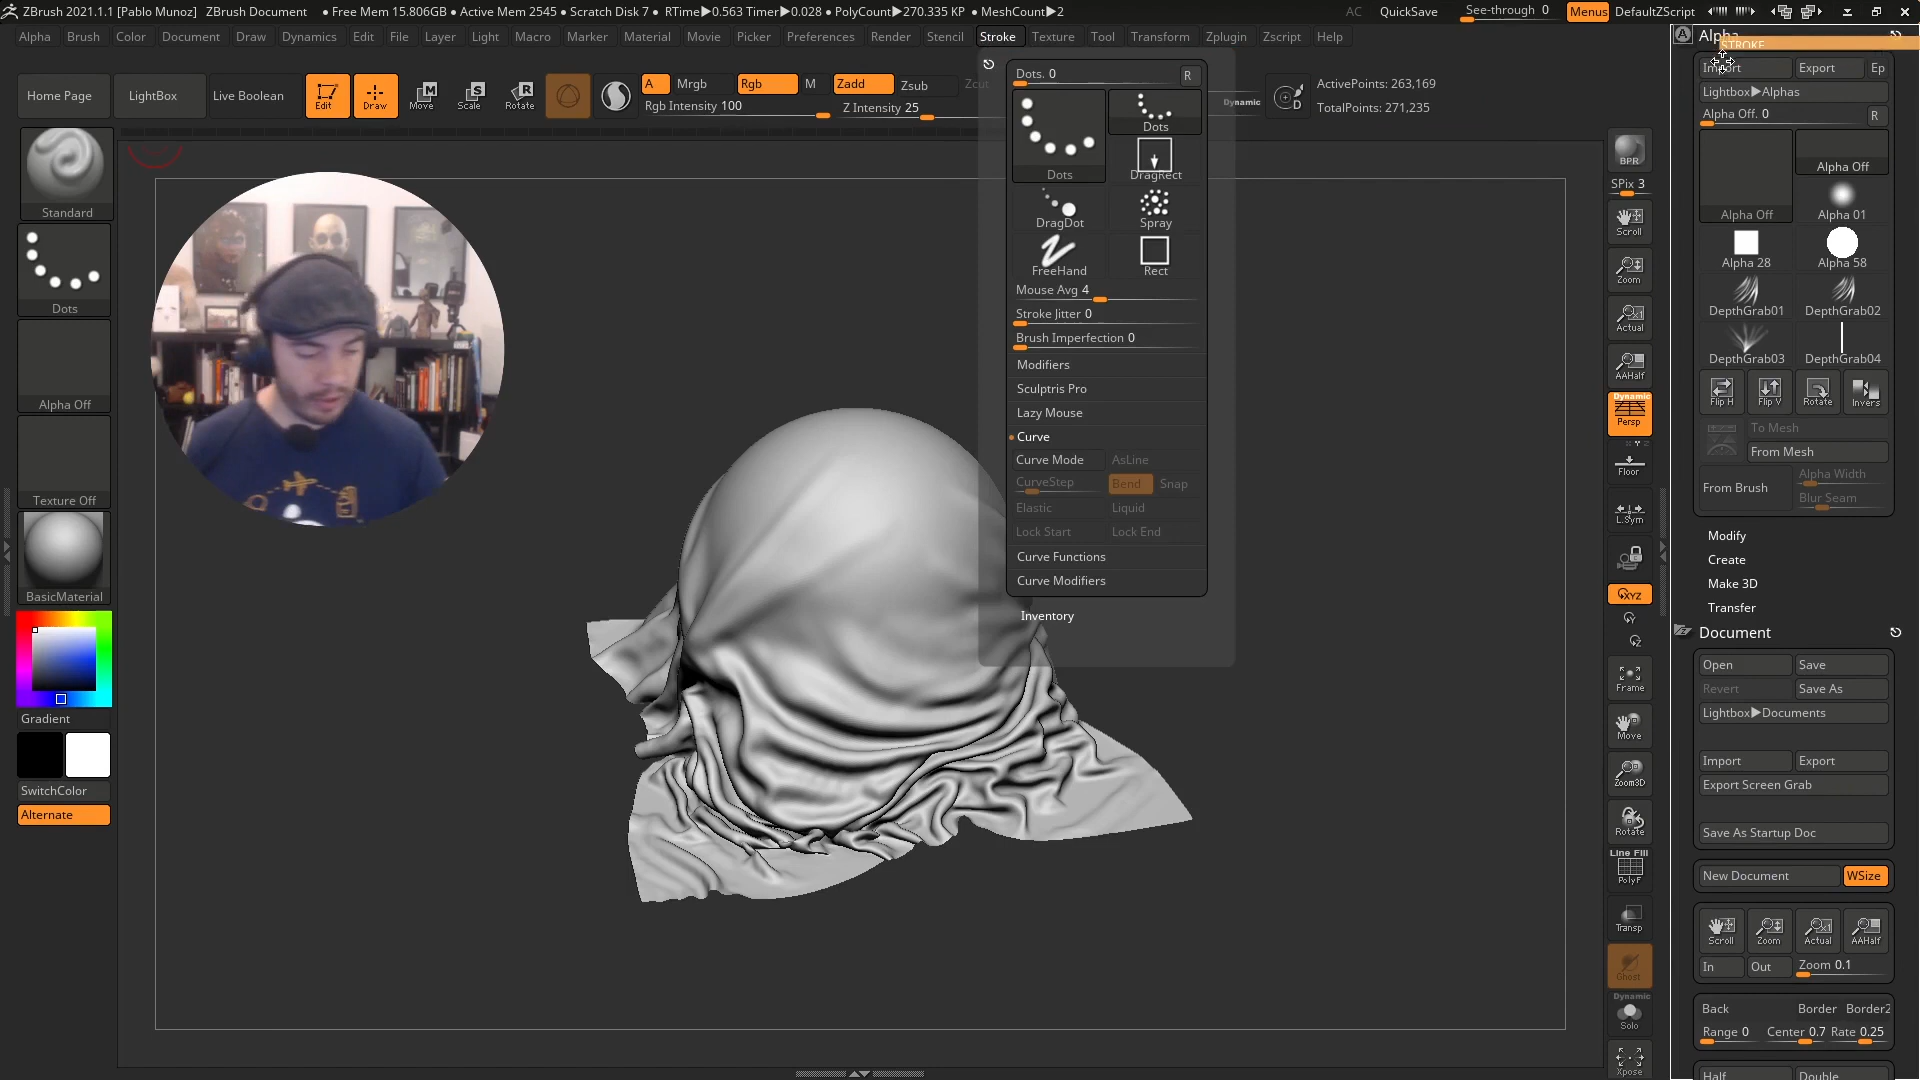 ZBrush 2021.1.1 [Pablo Munoz] ZBrush Document • Free Mem 15.806GB • Active Mem 2545 • Scratch Disk 7 • RTime▶0.563 Timer▶0.028 • PolyCount▶270.335 KP • MeshCount▶2 AC QuickSave See-through 0 Menus DefaultZScript
Alpha Brush Color Document Draw Dynamics Edit File Layer Light Macro Marker Material Movie Picker Preferences Render Stencil Stroke Texture Tool Transform Zplugin Zscript Help
Home Page LightBox Live Boolean Edit Draw Move Scale Rotate
A Mrgb Rgb M Zadd Zsub Zcut
Rgb Intensity 100 Z Intensity 25
Dynamic D
ActivePoints: 263,169
TotalPoints: 271,235
Standard
Dots
Alpha Off
Texture Off
BasicMaterial
Gradient
SwitchColor
Alternate
Dots. 0 R
Dots Dots
DragRect
DragDot Spray
FreeHand Rect
Mouse Avg 4
Stroke Jitter 0
Brush Imperfection 0
Modifiers
Sculptris Pro
Lazy Mouse
Curve
Curve Mode AsLine
CurveStep Bend Snap
Elastic Liquid
Lock Start Lock End
Curve Functions
Curve Modifiers
Inventory
BPR
SPix 3
Scroll
Zoom
Actual
AAHalf
Dynamic
Persp
Floor
L.Sym
XYZ
Frame
Move
Zoom3D
Rotate
Line Fill
PolyF
Transp
Ghost
Dynamic
Solo
Xpose
Alpha
STROKE
Import Export Ep
Lightbox▶Alphas
Alpha Off. 0 R
Alpha Off Alpha Off
Alpha 01
Alpha 28 Alpha 58
DepthGrab01 DepthGrab02
DepthGrab03 DepthGrab04
Flip H Flip V Rotate Invers
To Mesh
From Mesh
From Brush Alpha Width
Blur Seam
Modify
Create
Make 3D
Transfer
Document
Open Save
Revert Save As
Lightbox▶Documents
Import Export
Export Screen Grab
Save As Startup Doc
New Document WSize
Scroll Zoom Actual AAHalf
In Out Zoom 0.1
Back Border Border2
Range 0 Center 0.7 Rate 0.25
Half Double